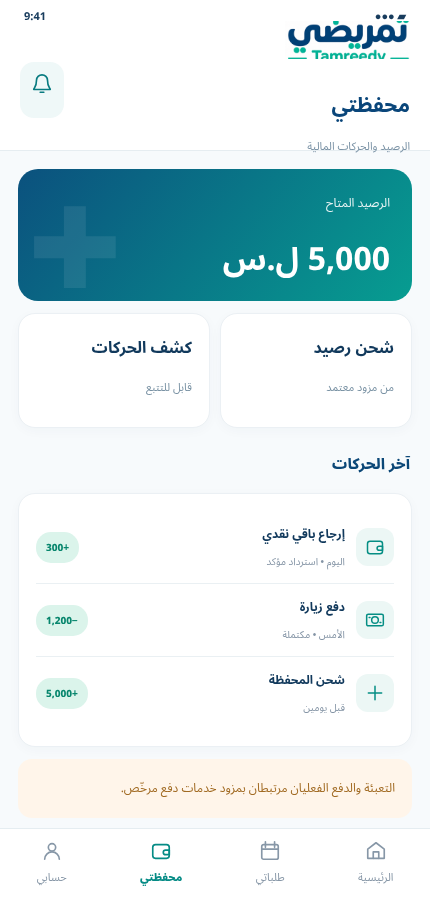 9:41
تمريضي
Tamreedy
محفظتي
الرصيد والحركات المالية
الرصيد المتاح
5,000 ل.س
شحن رصيد
من مزود معتمد
كشف الحركات
قابل للتتبع
آخر الحركات
إرجاع باقي نقدي
اليوم • استرداد مؤكد
+300
دفع زيارة
الأمس • مكتملة
−1,200
شحن المحفظة
قبل يومين
+5,000
التعبئة والدفع الفعليان مرتبطان بمزود خدمات دفع مرخّص.
الرئيسية
طلباتي
محفظتي
حسابي